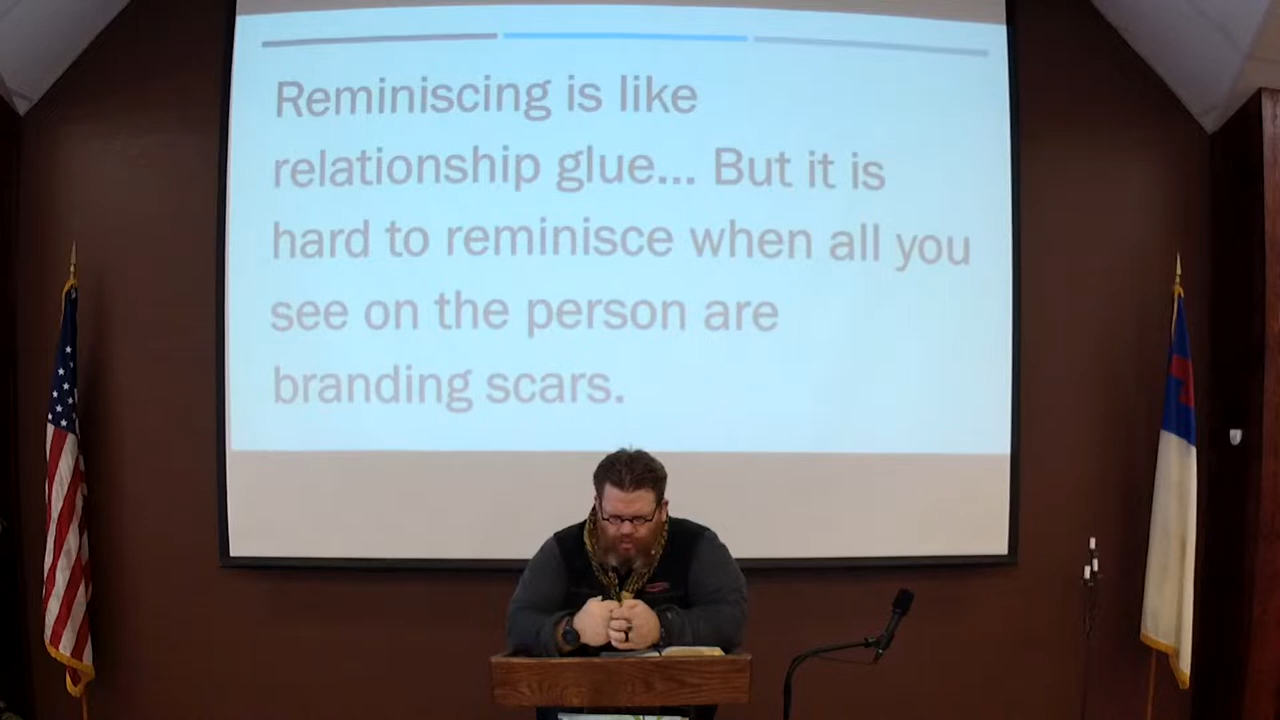 Reminiscing is like
relationship glue... But it is
hard to reminisce when all you
see on the person are
branding scars.